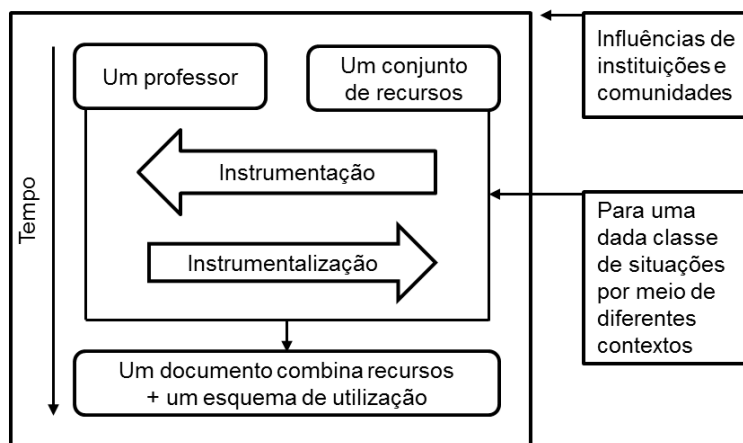 Um professor
Um conjunto
de recursos
Influências de
instituições e
comunidades
Tempo
Instrumentação
Instrumentalização
Para uma
dada classe
de situações
por meio de
diferentes
contextos
Um documento combina recursos
+ um esquema de utilização